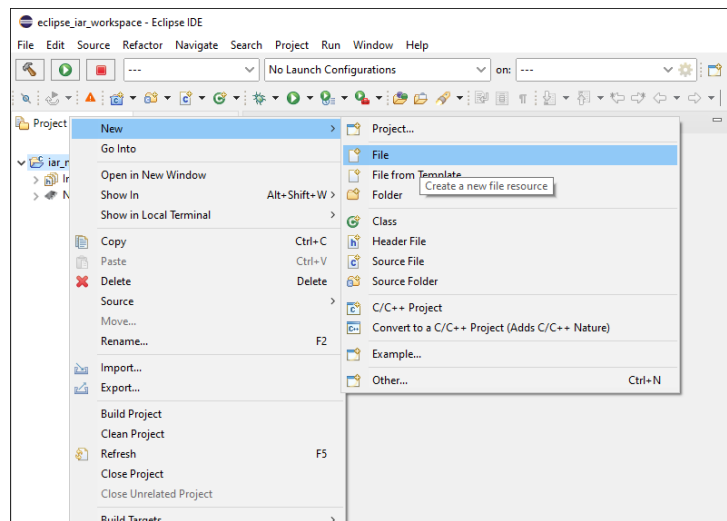 eclipse_iar_workspace - Eclipse IDE
File Edit Source Refactor Navigate Search Project Run Window Help
--- No Launch Configurations on: ---
Project
New > Project...
Go Into File
Open in New Window File from Template
Create a new file resource
Show In Alt+Shift+W > Folder
Show in Local Terminal > Class
Copy Ctrl+C Header File
Paste Ctrl+V Source File
Delete Delete Source Folder
Source > C/C++ Project
Move... Convert to a C/C++ Project (Adds C/C++ Nature)
Rename... F2 Example...
Import... Other... Ctrl+N
Export...
Build Project
Clean Project
Refresh F5
Close Project
Close Unrelated Project
Build Targets >